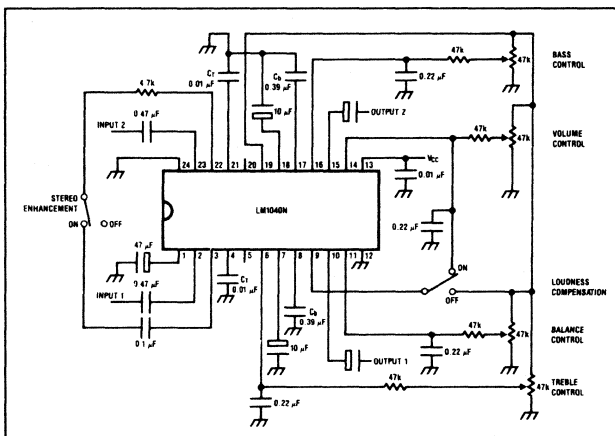 BASS
CONTROL
47k
47k
0.22 µF
C_T
0.01 µF
C_b
0.39 µF
10 µF
4.7k
0.47 µF
INPUT 2
OUTPUT 2
47k
47k
VOLUME
CONTROL
V_CC
0.01 µF
24 23 22 21 20 19 18 17 16 15 14 13
LM1040N
STEREO
ENHANCEMENT
ON OFF
0.22 µF
1 2 3 4 5 6 7 8 9 10 11 12
47 µF
0.47 µF
INPUT 1
0.1 µF
C_T
0.01 µF
C_b
0.39 µF
10 µF
ON
OFF
LOUDNESS
COMPENSATION
47k
47k
BALANCE
CONTROL
0.22 µF
OUTPUT 1
47k
47k
TREBLE
CONTROL
0.22 µF